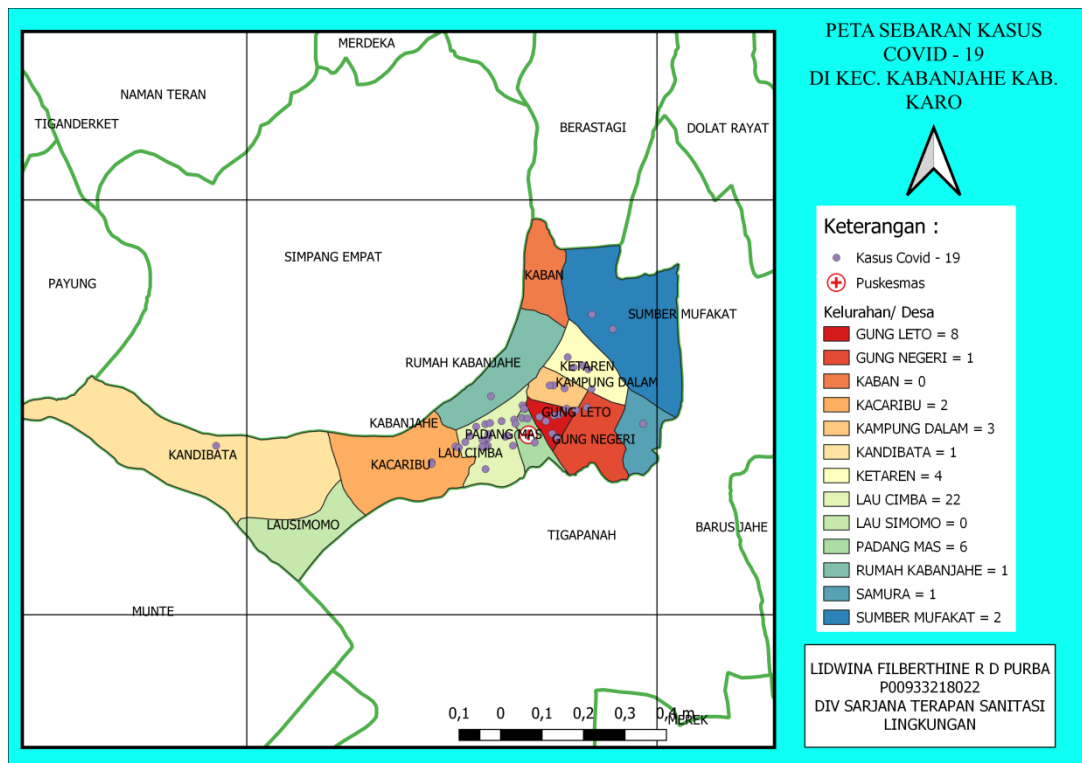 PETA SEBARAN KASUS
COVID - 19
DI KEC. KABANJAHE KAB.
KARO
MERDEKA
NAMAN TERAN
TIGANDERKET
BERASTAGI
DOLAT RAYAT
SIMPANG EMPAT
PAYUNG
KABAN
SUMBER MUFAKAT
RUMAH KABANJAHE
KETAREN
KAMPUNG DALAM
GUNG LETO
KABANJAHE
PADANG MAS
GUNG NEGERI
LAU CIMBA
KANDIBATA
KACARIBU
LAUSIMOMO
TIGAPANAH
BARUS JAHE
MUNTE
MEREK
0,1 0 0,1 0,2 0,3 0,4 m
Keterangan :
Kasus Covid - 19
Puskesmas
Kelurahan/ Desa
GUNG LETO = 8
GUNG NEGERI = 1
KABAN = 0
KACARIBU = 2
KAMPUNG DALAM = 3
KANDIBATA = 1
KETAREN = 4
LAU CIMBA = 22
LAU SIMOMO = 0
PADANG MAS = 6
RUMAH KABANJAHE = 1
SAMURA = 1
SUMBER MUFAKAT = 2
LIDWINA FILBERTHINE R D PURBA
P00933218022
DIV SARJANA TERAPAN SANITASI
LINGKUNGAN